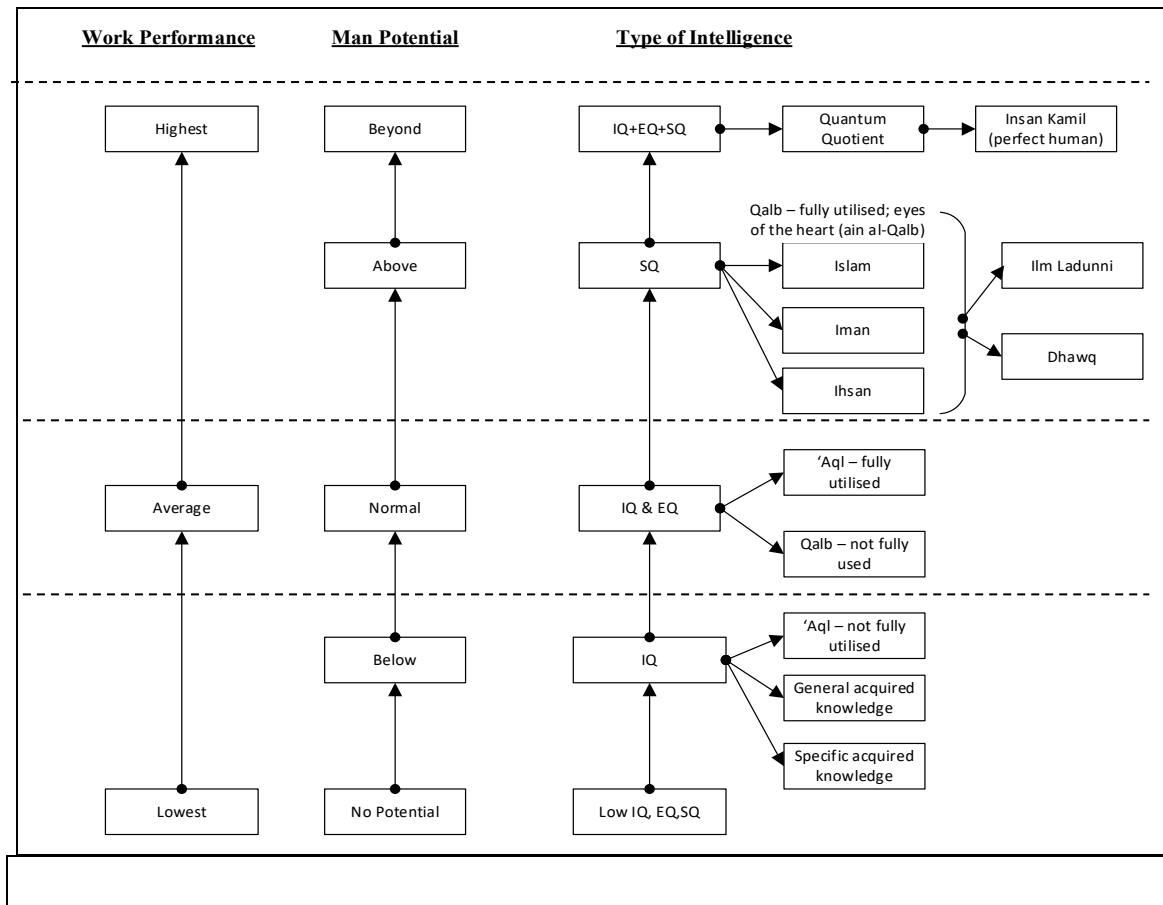 Work Performance
Man Potential
Type of Intelligence
Highest
Beyond
IQ+EQ+SQ
Quantum
Quotient
Insan Kamil
(perfect human)
Qalb – fully utilised; eyes
of the heart (ain al-Qalb)
Above
SQ
Islam
Ilm Ladunni
Iman
Dhawq
Ihsan
‘Aql – fully
utilised
Average
Normal
IQ & EQ
Qalb – not fully
used
‘Aql – not fully
utilised
Below
IQ
General acquired
knowledge
Specific acquired
knowledge
Lowest
No Potential
Low IQ, EQ,SQ